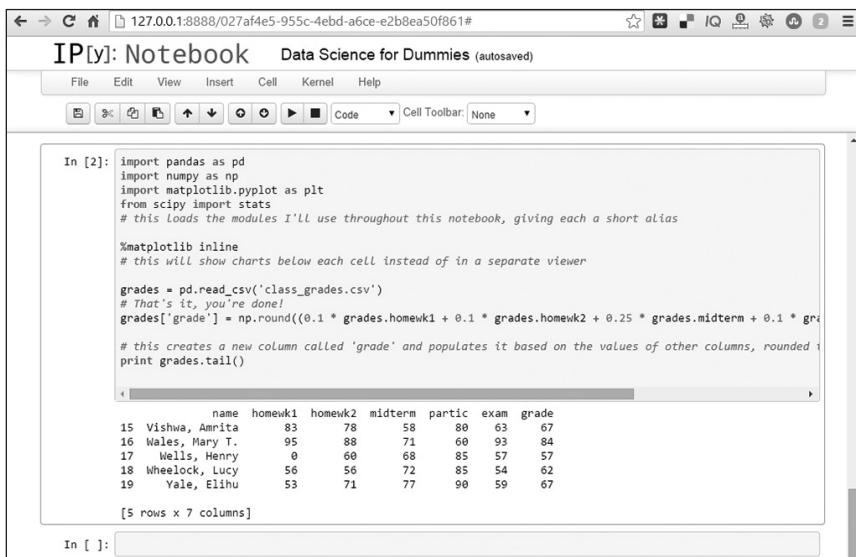 127.0.0.1:8888/027af4e5-955c-4ebd-a6ce-e2b8ea50f861#
IP[y]: Notebook Data Science for Dummies (autosaved)
File Edit View Insert Cell Kernel Help
Code Cell Toolbar: None
In [2]: import pandas as pd
import numpy as np
import matplotlib.pyplot as plt
from scipy import stats
# this loads the modules I'll use throughout this notebook, giving each a short alias
%matplotlib inline
# this will show charts below each cell instead of in a separate viewer
grades = pd.read_csv('class_grades.csv')
# That's it, you're done!
grades['grade'] = np.round((0.1 * grades.homewk1 + 0.1 * grades.homewk2 + 0.25 * grades.midterm + 0.1 * gra
# this creates a new column called 'grade' and populates it based on the values of other columns, rounded
print grades.tail()
name homewk1 homewk2 midterm partic exam grade
15 Vishwa, Amrita 83 78 58 80 63 67
16 Wales, Mary T. 95 88 71 60 93 84
17 Wells, Henry 0 60 68 85 57 57
18 Wheelock, Lucy 56 56 72 85 54 62
19 Yale, Elihu 53 71 77 90 59 67
[5 rows x 7 columns]
In [ ]: